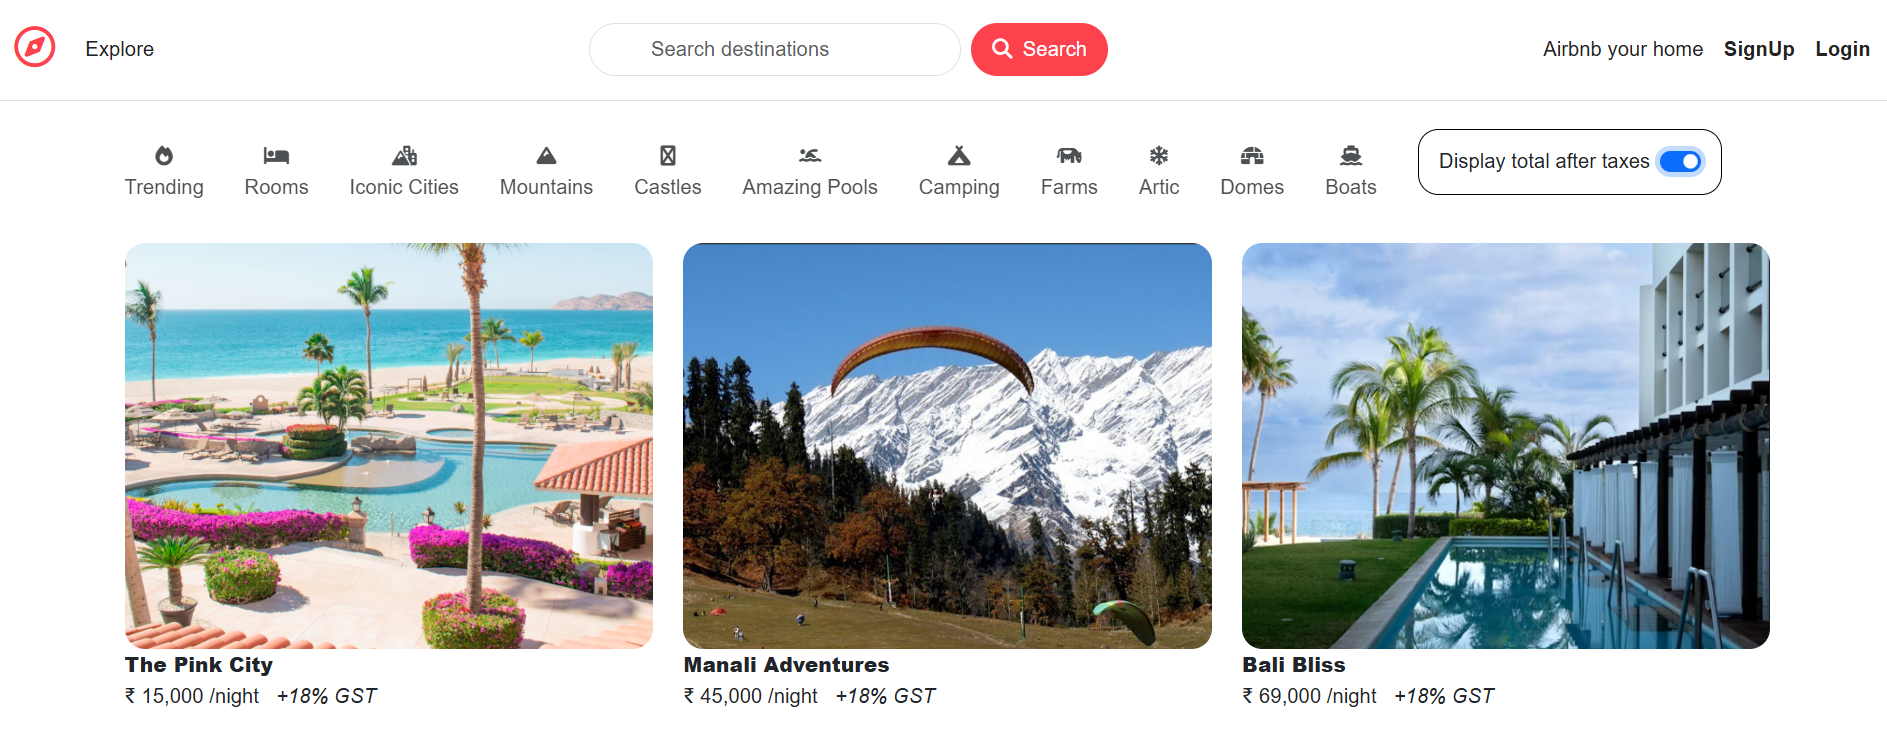 Explore
Search destinations
Search
Airbnb your home SignUp Login
Trending Rooms Iconic Cities Mountains Castles Amazing Pools Camping Farms Artic Domes Boats
Display total after taxes
The Pink City
₹ 15,000 /night +18% GST
Manali Adventures
₹ 45,000 /night +18% GST
Bali Bliss
₹ 69,000 /night +18% GST